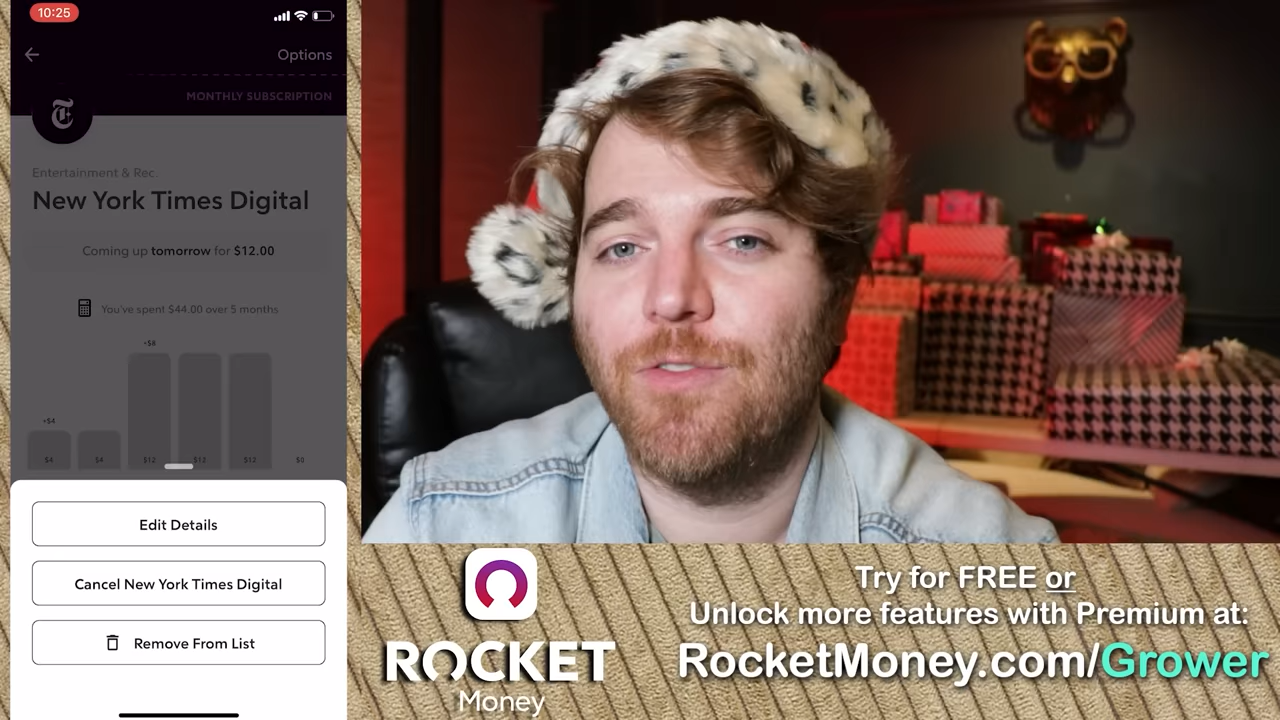 10:25
Options
MONTHLY SUBSCRIPTION
T
Entertainment & Rec.
New York Times Digital
Coming up tomorrow for $12.00
You've spent $44.00 over 5 months
+$8
+$4
$4 $4 $12 $12 $12 $0
Edit Details
Cancel New York Times Digital
Remove From List
ROCKET
Money
Try for FREE or
Unlock more features with Premium at:
RocketMoney.com/Grower